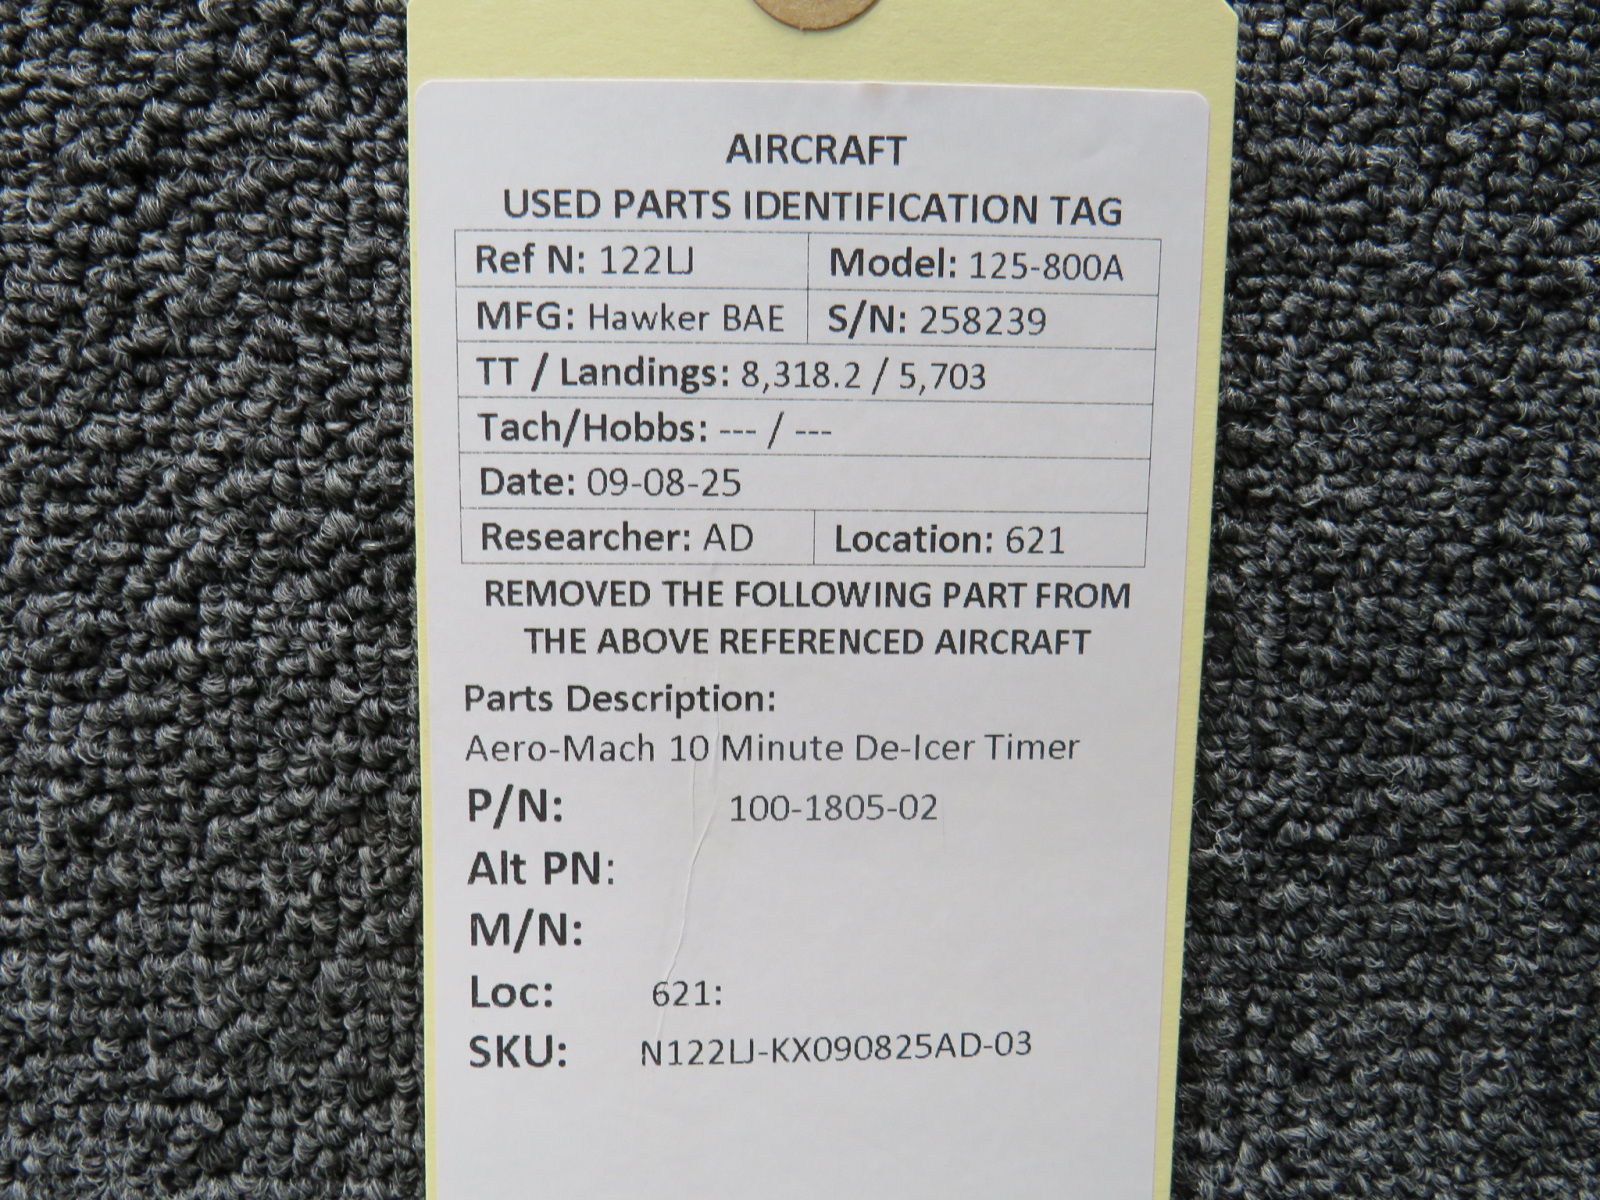 AIRCRAFT
USED PARTS IDENTIFICATION TAG
Ref N: 122LJ Model: 125-800A
MFG: Hawker BAE S/N: 258239
TT / Landings: 8,318.2 / 5,703
Tach/Hobbs: --- / ---
Date: 09-08-25
Researcher: AD Location: 621
REMOVED THE FOLLOWING PART FROM
THE ABOVE REFERENCED AIRCRAFT
Parts Description:
Aero-Mach 10 Minute De-Icer Timer
P/N: 100-1805-02
Alt PN:
M/N:
Loc: 621:
SKU: N122LJ-KX090825AD-03